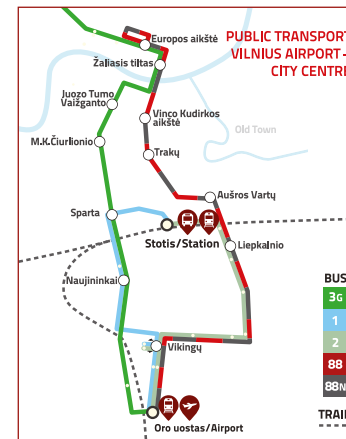 PUBLIC TRANSPORT
VILNIUS AIRPORT -
CITY CENTRE
Europos aikštė
Žaliasis tiltas
Juozo Tumo
Vaižganto
Vinco Kudirkos
aikštė
Old Town
M.K.Čiurlionio
Trakų
Aušros Vartų
Sparta
Stotis/Station
Liepkalnio
Naujininkai
BUS
3G
1
2
88
88N
Vikingų
TRAI
Oro uostas/Airport